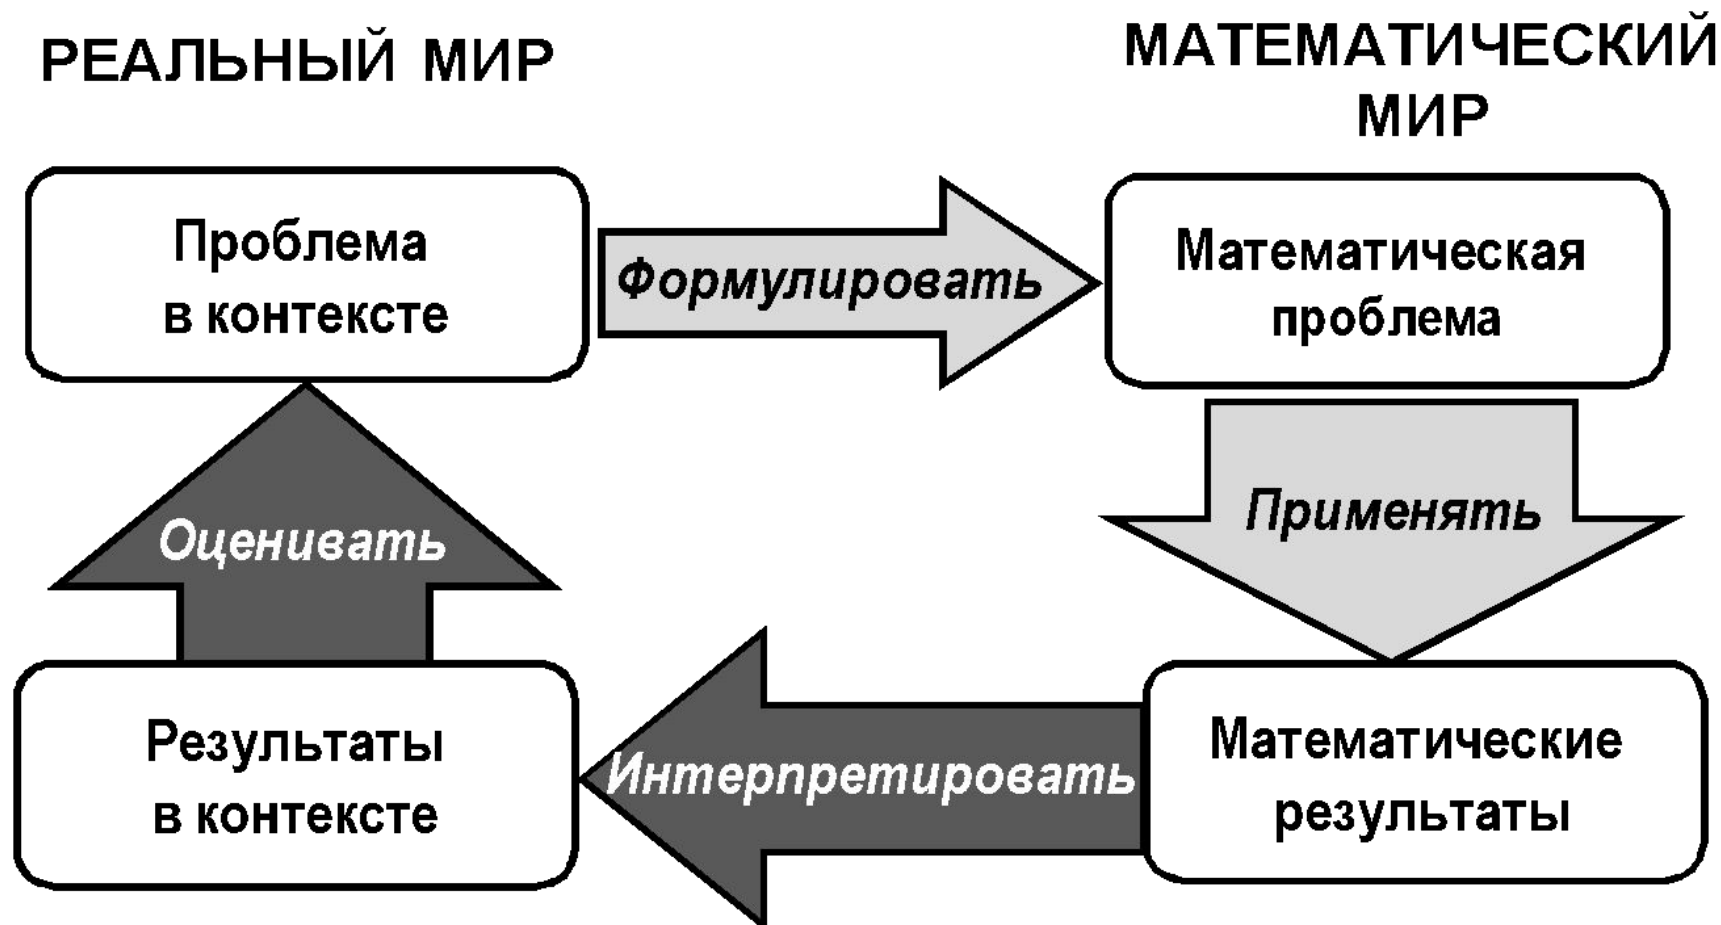 РЕАЛЬНЫЙ МИР
МАТЕМАТИЧЕСКИЙ
МИР
Проблема
в контексте
Формулировать
Математическая
проблема
Применять
Оценивать
Результаты
в контексте
Интерпретировать
Математические
результаты